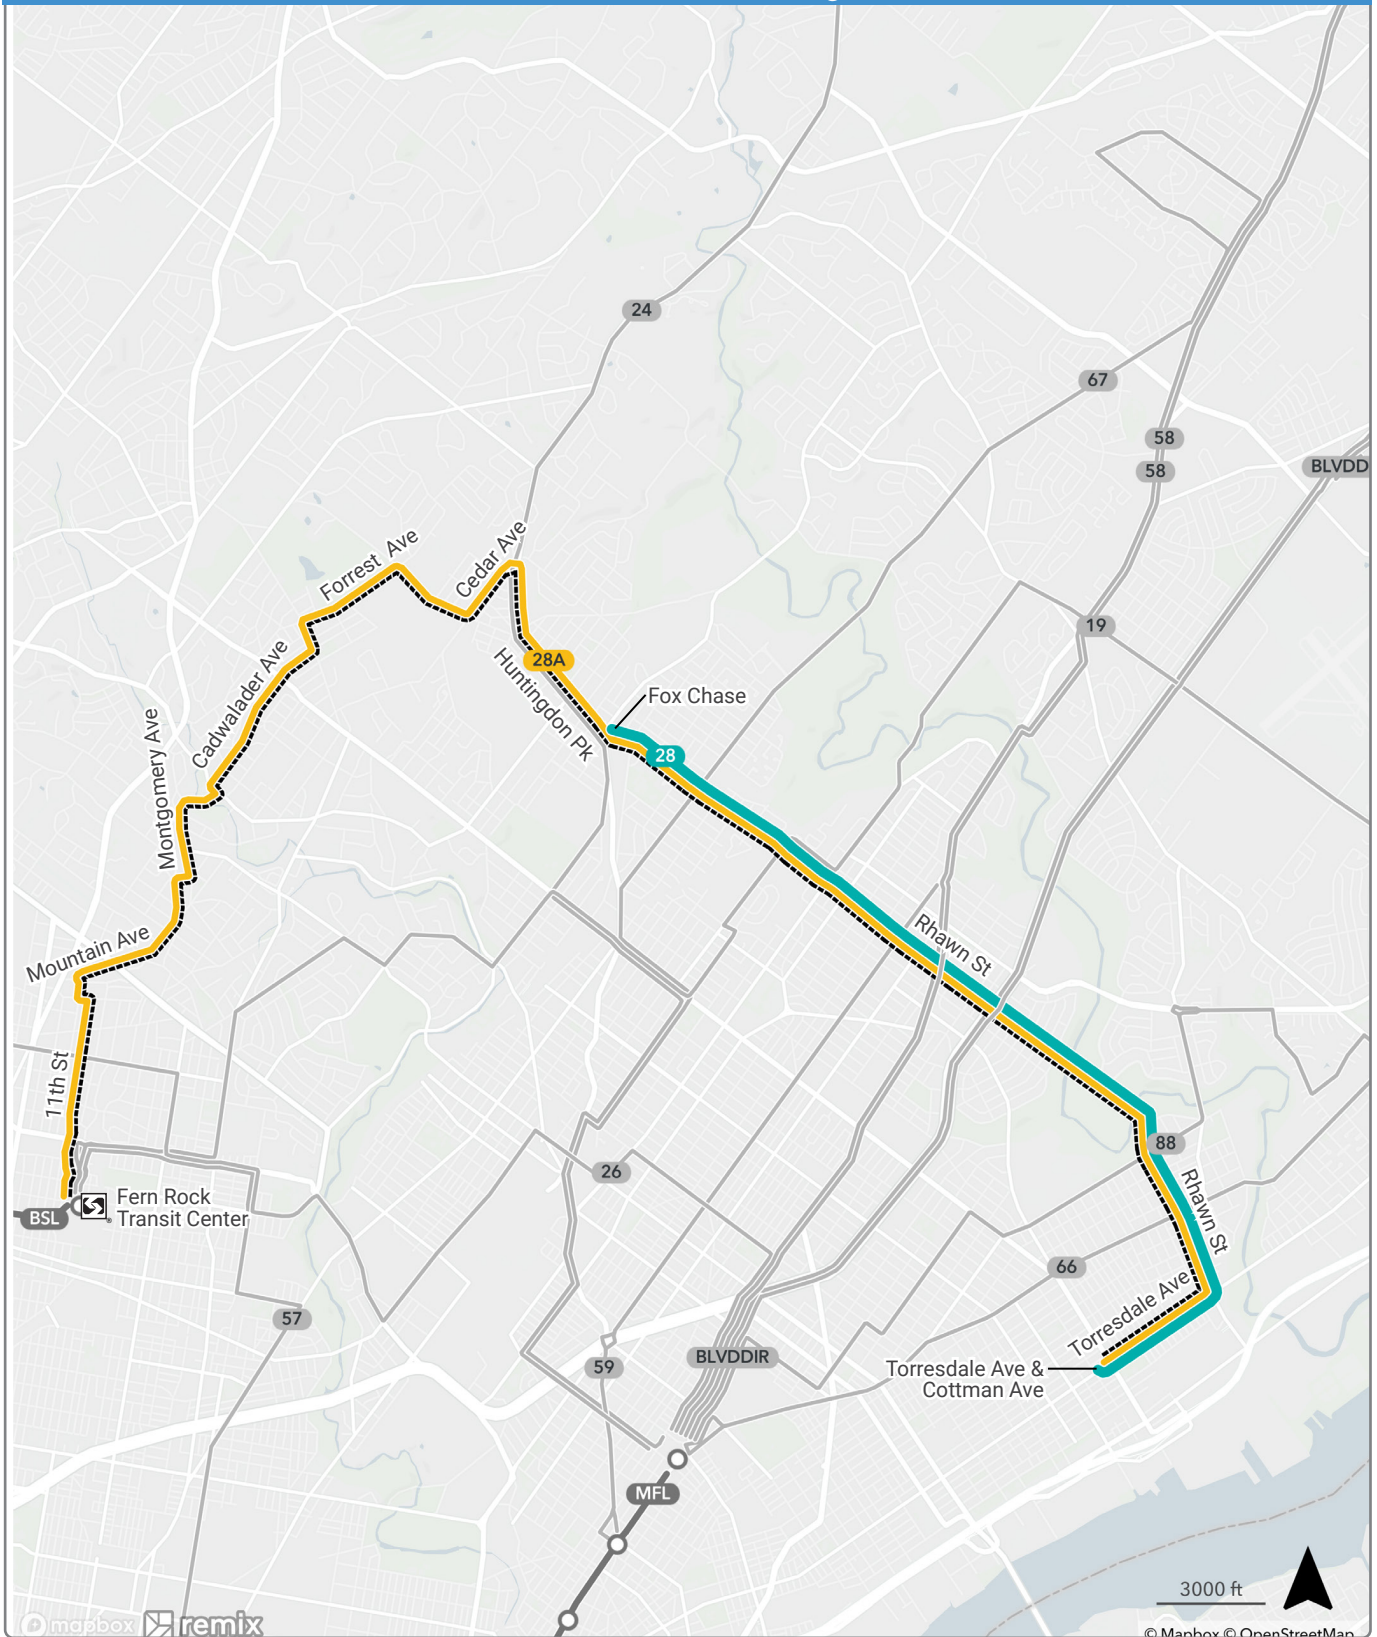 24
67
58
58
BLVDD
Forrest Ave
Cedar Ave
19
28A
Cadwalader Ave
Huntingdon Pk
Fox Chase
Montgomery Ave
28
Rhawn St
Mountain Ave
11th St
88
26
Rhawn St
Fern Rock
Transit Center
BSL
66
Torresdale Ave
57
BLVDDIR
59
Torresdale Ave &
Cottman Ave
MFL
3000 ft
mapbox
remix
© Mapbox © OpenStreetMap